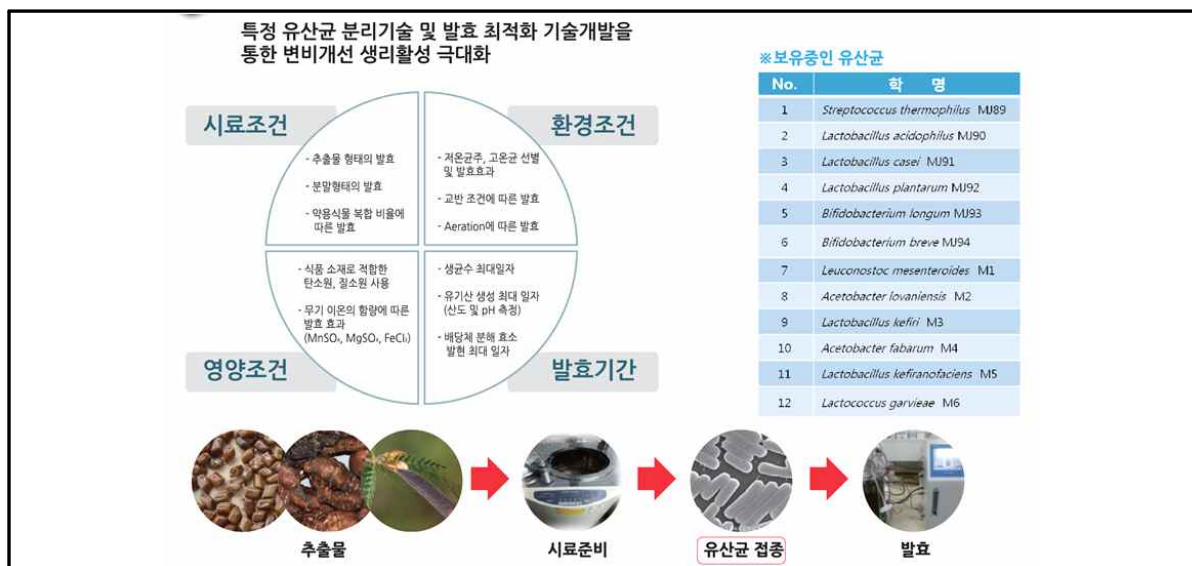 특정 유산균 분리기술 및 발효 최적화 기술개발을
통한 변비개선 생리활성 극대화
시료조건
- 추출물 형태의 발효
- 분말형태의 발효
- 약용식물 복합 비율에
따른 발효
환경조건
- 저온균주, 고온균 선별
및 발효효과
- 교반 조건에 따른 발효
- Aeration에 따른 발효
영양조건
- 식품 소재로 적합한
탄소원, 질소원 사용
- 무기 이온의 함량에 따른
발효 효과
(MnSO₄, MgSO₄, FeCl₃)
발효기간
- 생균수 최대일자
- 유기산 생성 최대 일자
(산도 및 pH 측정)
- 배당체 분해 효소
발현 최대 일자
※보유중인 유산균
No. 학 명
1 Streptococcus thermophilus MJ89
2 Lactobacillus acidophilus MJ90
3 Lactobacillus casei MJ91
4 Lactobacillus plantarum MJ92
5 Bifidobacterium longum MJ93
6 Bifidobacterium breve MJ94
7 Leuconostoc mesenteroides M1
8 Acetobacter lovaniensis M2
9 Lactobacillus kefiri M3
10 Acetobacter fabarum M4
11 Lactobacillus kefiranofaciens M5
12 Lactococcus garvieae M6
추출물
시료준비
유산균 접종
발효